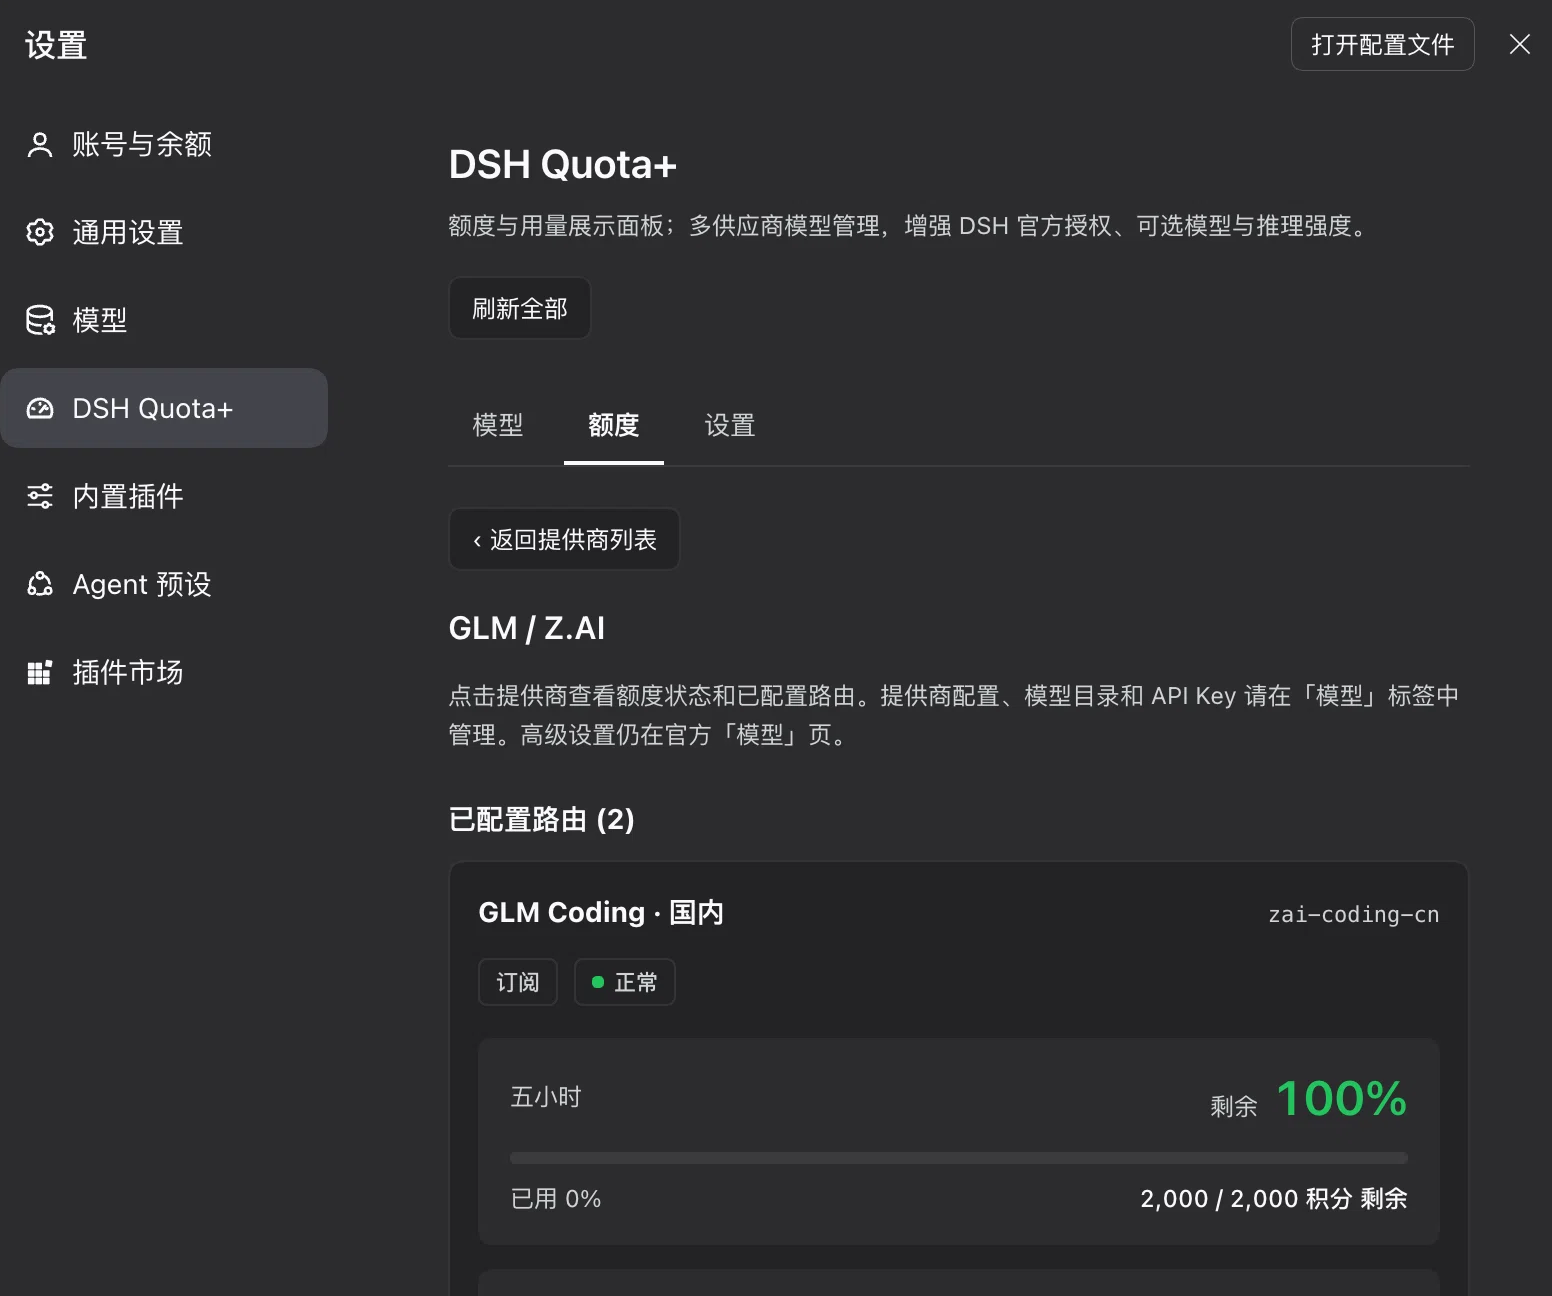 设置
打开配置文件
账号与余额
通用设置
模型
DSH Quota+
内置插件
Agent 预设
插件市场
DSH Quota+
额度与用量展示面板；多供应商模型管理，增强 DSH 官方授权、可选模型与推理强度。
刷新全部
模型
额度
设置
‹ 返回提供商列表
GLM / Z.AI
点击提供商查看额度状态和已配置路由。提供商配置、模型目录和 API Key 请在「模型」标签中
管理。高级设置仍在官方「模型」页。
已配置路由 (2)
GLM Coding · 国内
zai-coding-cn
订阅
正常
五小时
剩余 100%
已用 0%
2,000 / 2,000 积分 剩余